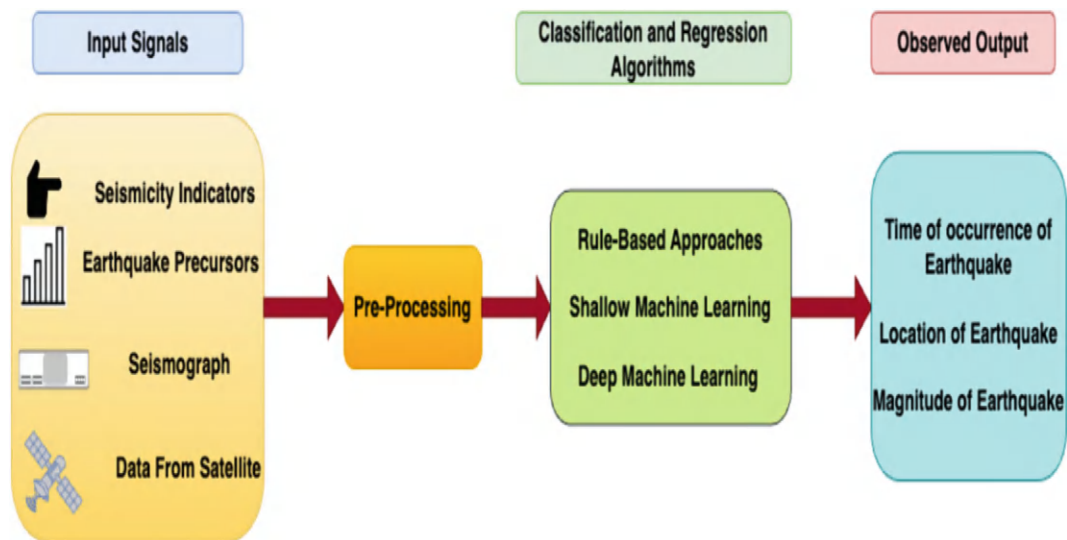 Input Signals
Classification and Regression
Algorithms
Observed Output
Seismicity Indicators
Earthquake Precursors
Seismograph
Data From Satellite
Pre-Processing
Rule-Based Approaches
Shallow Machine Learning
Deep Machine Learning
Time of occurrence of
Earthquake
Location of Earthquake
Magnitude of Earthquake